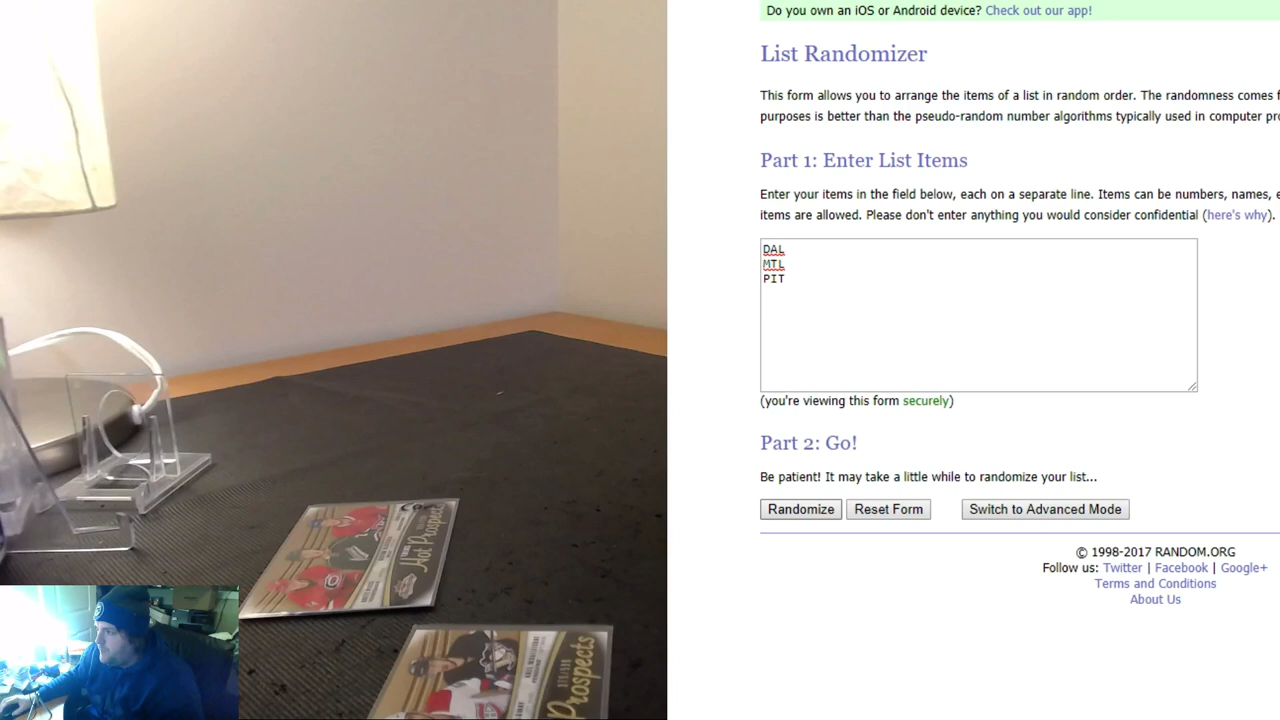 Do you own an iOS or Android device? Check out our app!
List Randomizer
This form allows you to arrange the items of a list in random order. The randomness comes f
purposes is better than the pseudo-random number algorithms typically used in computer pro
Part 1: Enter List Items
Enter your items in the field below, each on a separate line. Items can be numbers, names, e
items are allowed. Please don't enter anything you would consider confidential (here's why).
DAL
MTL
PIT
(you're viewing this form securely)
Part 2: Go!
Be patient! It may take a little while to randomize your list...
Randomize Reset Form Switch to Advanced Mode
© 1998-2017 RANDOM.ORG
Follow us: Twitter | Facebook | Google+
Terms and Conditions
About Us
Hot Prospects
Prospects